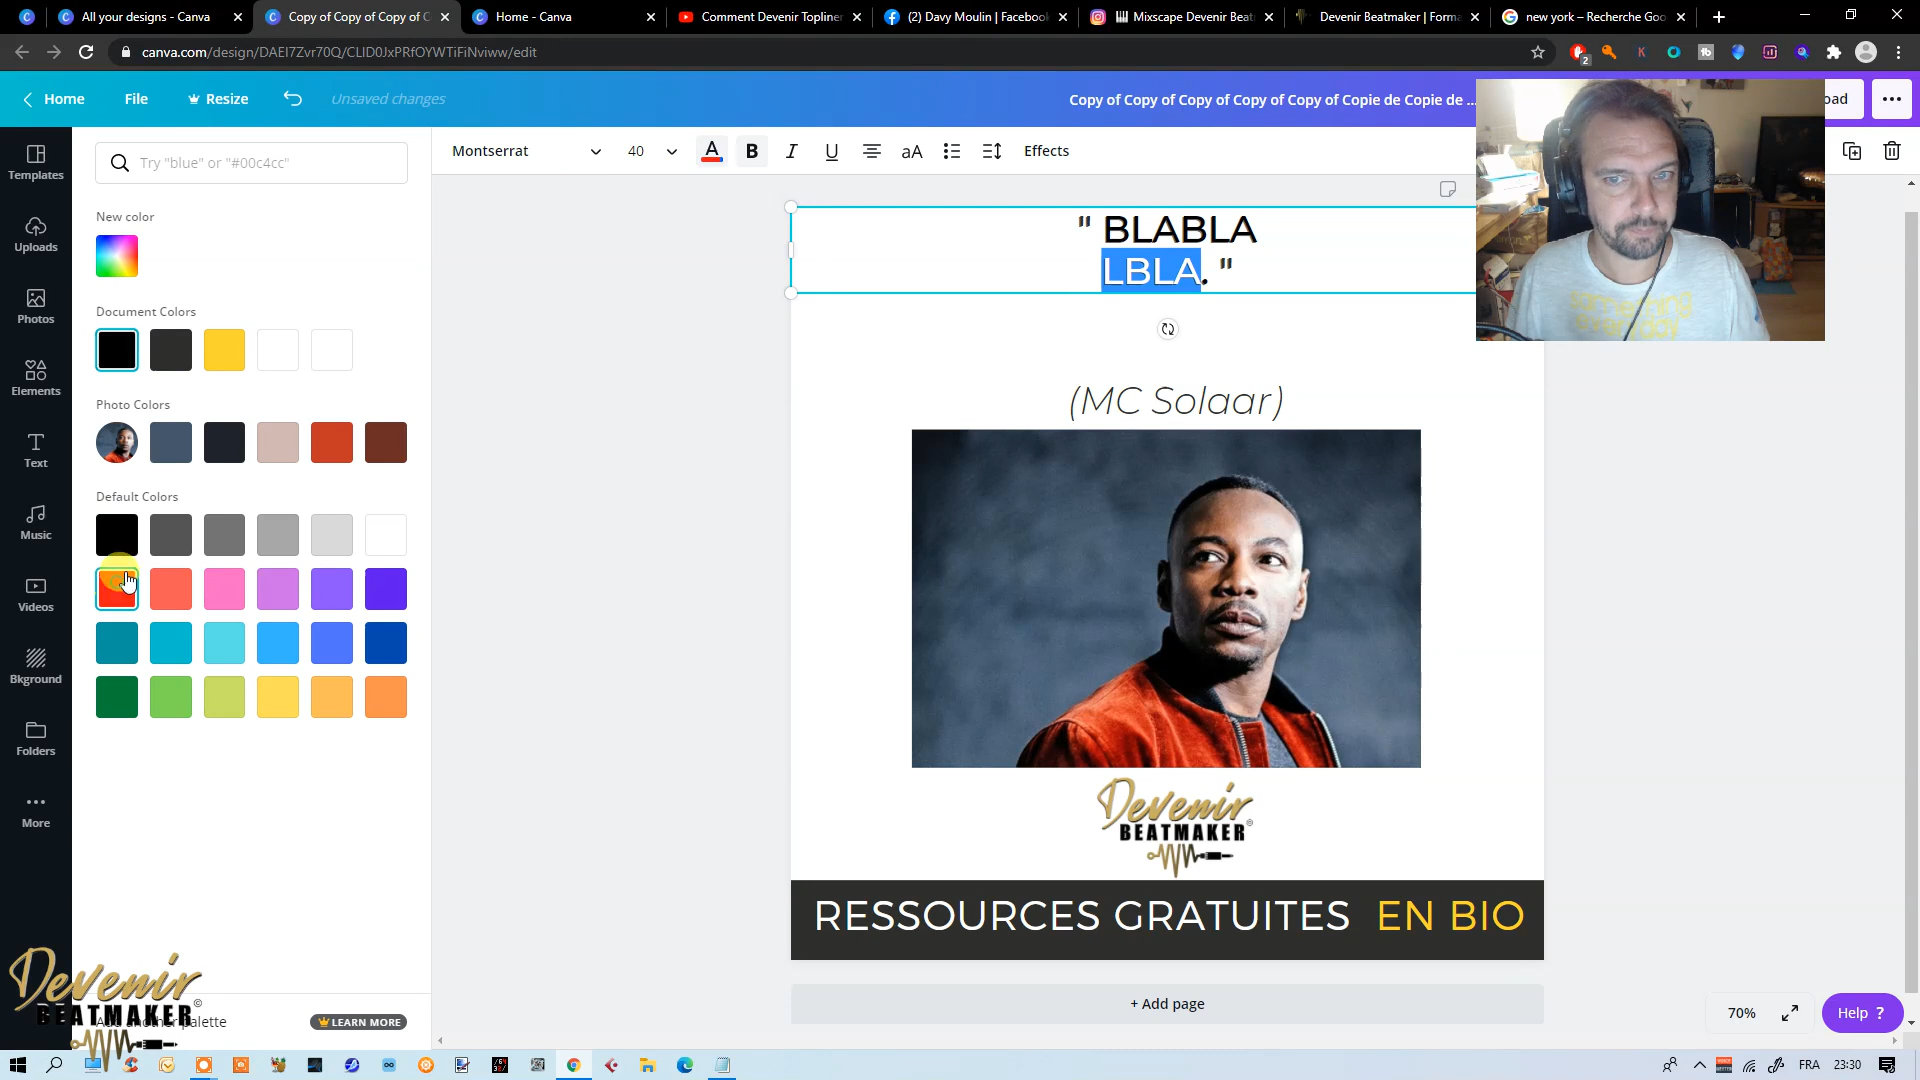 All your designs - Canva
Copy of Copy of Copy of C
Home - Canva
Comment Devenir Topliner
(2) Davy Moulin | Facebook
Mixscape Devenir Beat
Devenir Beatmaker | Forma
new york – Recherche Goo
canva.com/design/DAEI7Zvr70Q/CLID0JxPRfOYWTiFiNviww/edit
Home
File
Resize
Unsaved changes
Copy of Copy of Copy of Copy of Copy of Copie de Copie de ...
oad
Templates
Uploads
Photos
Elements
Text
Music
Videos
Bkground
Folders
More
Try "blue" or "#00c4cc"
New color
Document Colors
Photo Colors
Default Colors
LEARN MORE
Montserrat
40
A
B
I
U
aA
Effects
" BLABLA
LBLA. "
(MC Solaar)
Devenir
BEATMAKER
RESSOURCES GRATUITES EN BIO
+ Add page
70%
Help ?
Devenir
BEATMAKER
FRA
23:30